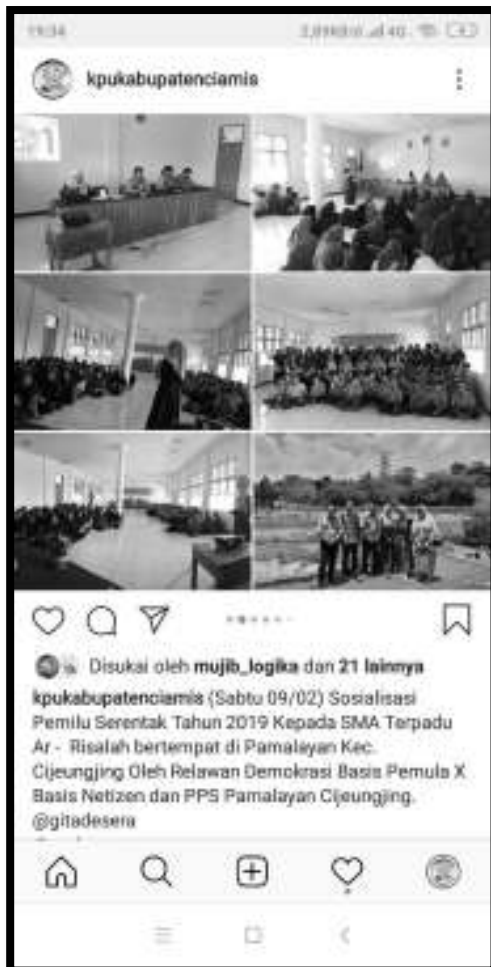 19:34
kpukabupatenciamis
Disukai oleh mujib_logika dan 21 lainnya
kpukabupatenciamis (Sabtu 09/02) Sosialisasi
Pemilu Serentak Tahun 2019 Kepada SMA Terpadu
Ar - Risalah bertempat di Pamalayan Kec.
Cijeungjing Oleh Relawan Demokrasi Basis Pemula X
Basis Netizen dan PPS Pamalayan Cijeungjing.
@gitadesera